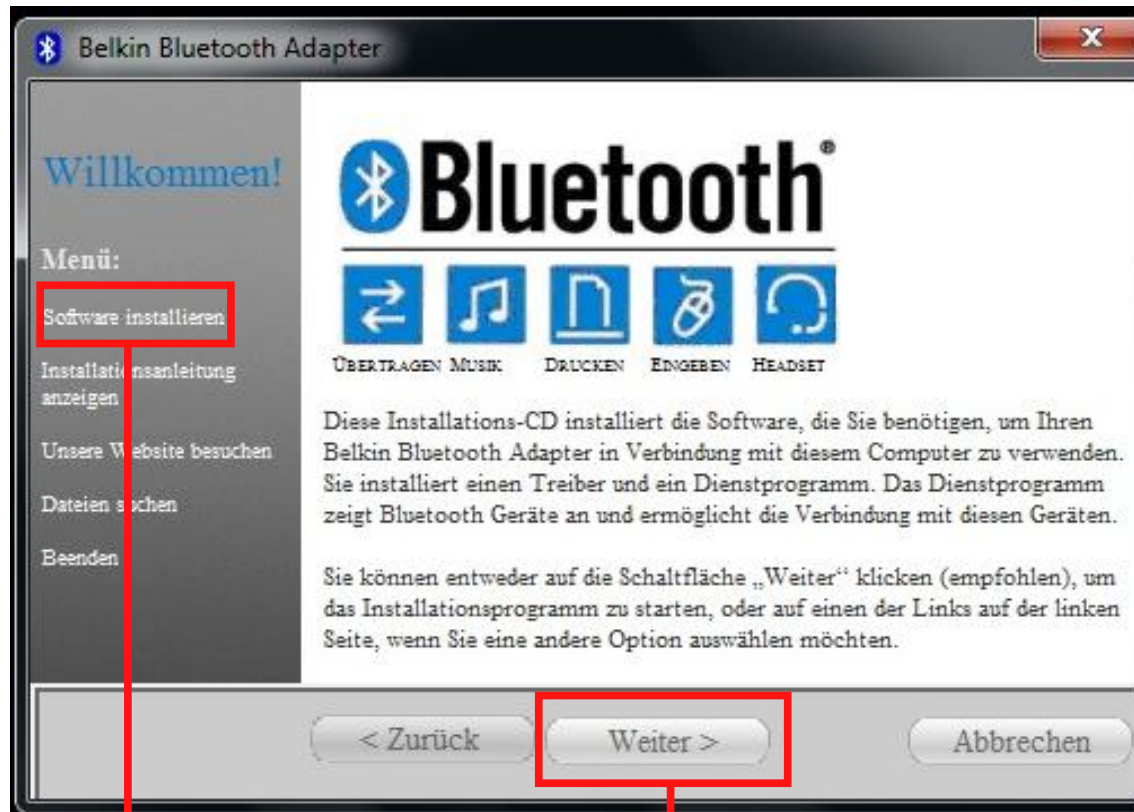 Belkin Bluetooth Adapter
Willkommen!
Menü:
Software installieren
Installationsanleitung
anzeigen
Unsere Website besuchen
Dateien suchen
Beenden
Bluetooth®
ÜBERTRAGEN MUSIK DRUCKEN EINGEBEN HEADSET
Diese Installations-CD installiert die Software, die Sie benötigen, um Ihren
Belkin Bluetooth Adapter in Verbindung mit diesem Computer zu verwenden.
Sie installiert einen Treiber und ein Dienstprogramm. Das Dienstprogramm
zeigt Bluetooth Geräte an und ermöglicht die Verbindung mit diesen Geräten.
Sie können entweder auf die Schaltfläche „Weiter“ klicken (empfohlen), um
das Installationsprogramm zu starten, oder auf einen der Links auf der linken
Seite, wenn Sie eine andere Option auswählen möchten.
< Zurück Weiter > Abbrechen